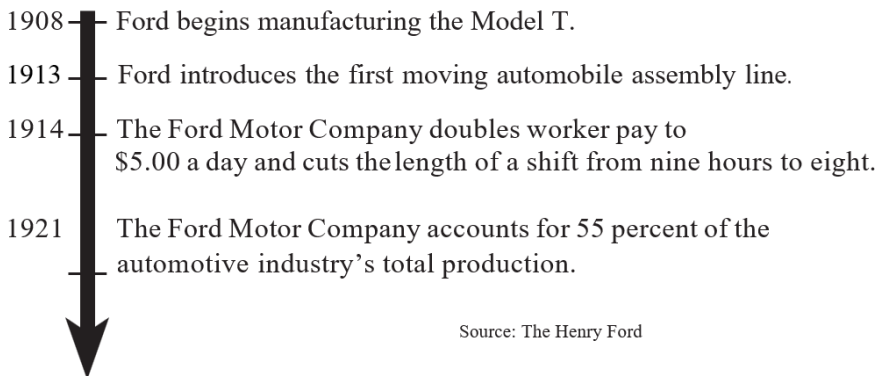 1908 Ford begins manufacturing the Model T.
1913 Ford introduces the first moving automobile assembly line.
1914 The Ford Motor Company doubles worker pay to
$5.00 a day and cuts the length of a shift from nine hours to eight.
1921 The Ford Motor Company accounts for 55 percent of the
automotive industry’s total production.
Source: The Henry Ford